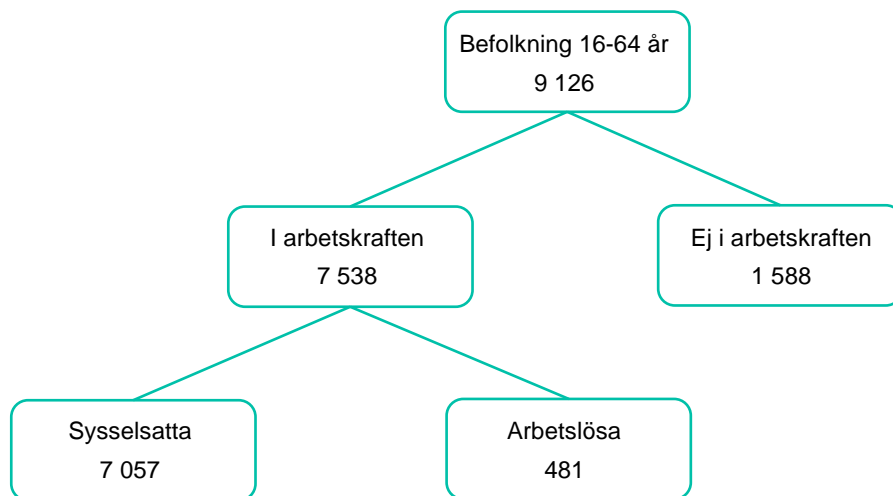 Befolkning 16-64 år
9 126
I arbetskraften
7 538
Ej i arbetskraften
1 588
Sysselsatta
7 057
Arbetslösa
481